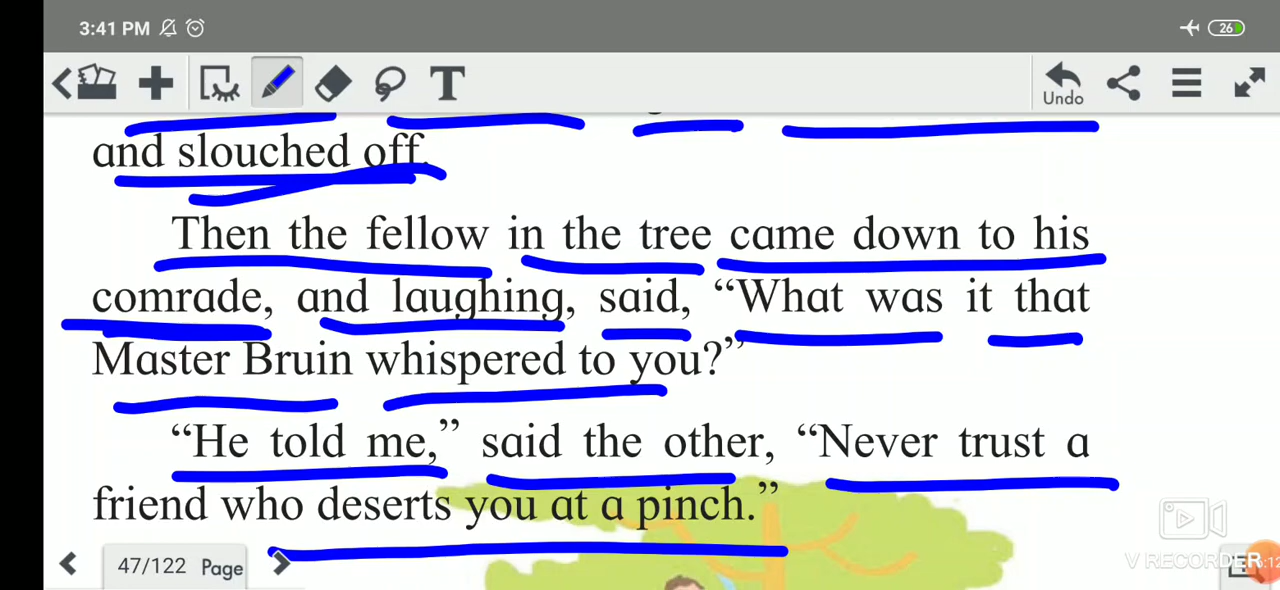 3:41 PM
26
T
Undo
and slouched off.
Then the fellow in the tree came down to his
comrade, and laughing, said, “What was it that
Master Bruin whispered to you?”
“He told me,” said the other, “Never trust a
friend who deserts you at a pinch.”
47/122 Page
V RECORDER